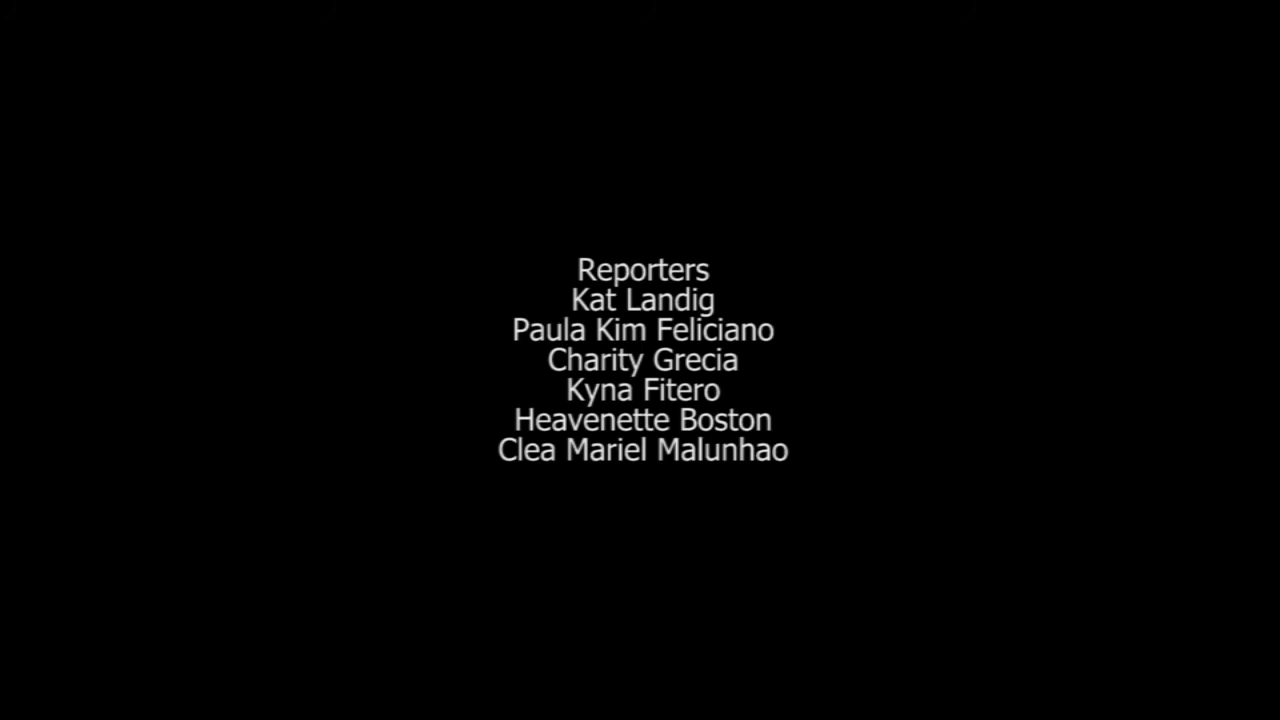 Reporters
Kat Landig
Paula Kim Feliciano
Charity Grecia
Kyna Fitero
Heavenette Boston
Clea Mariel Malunhao